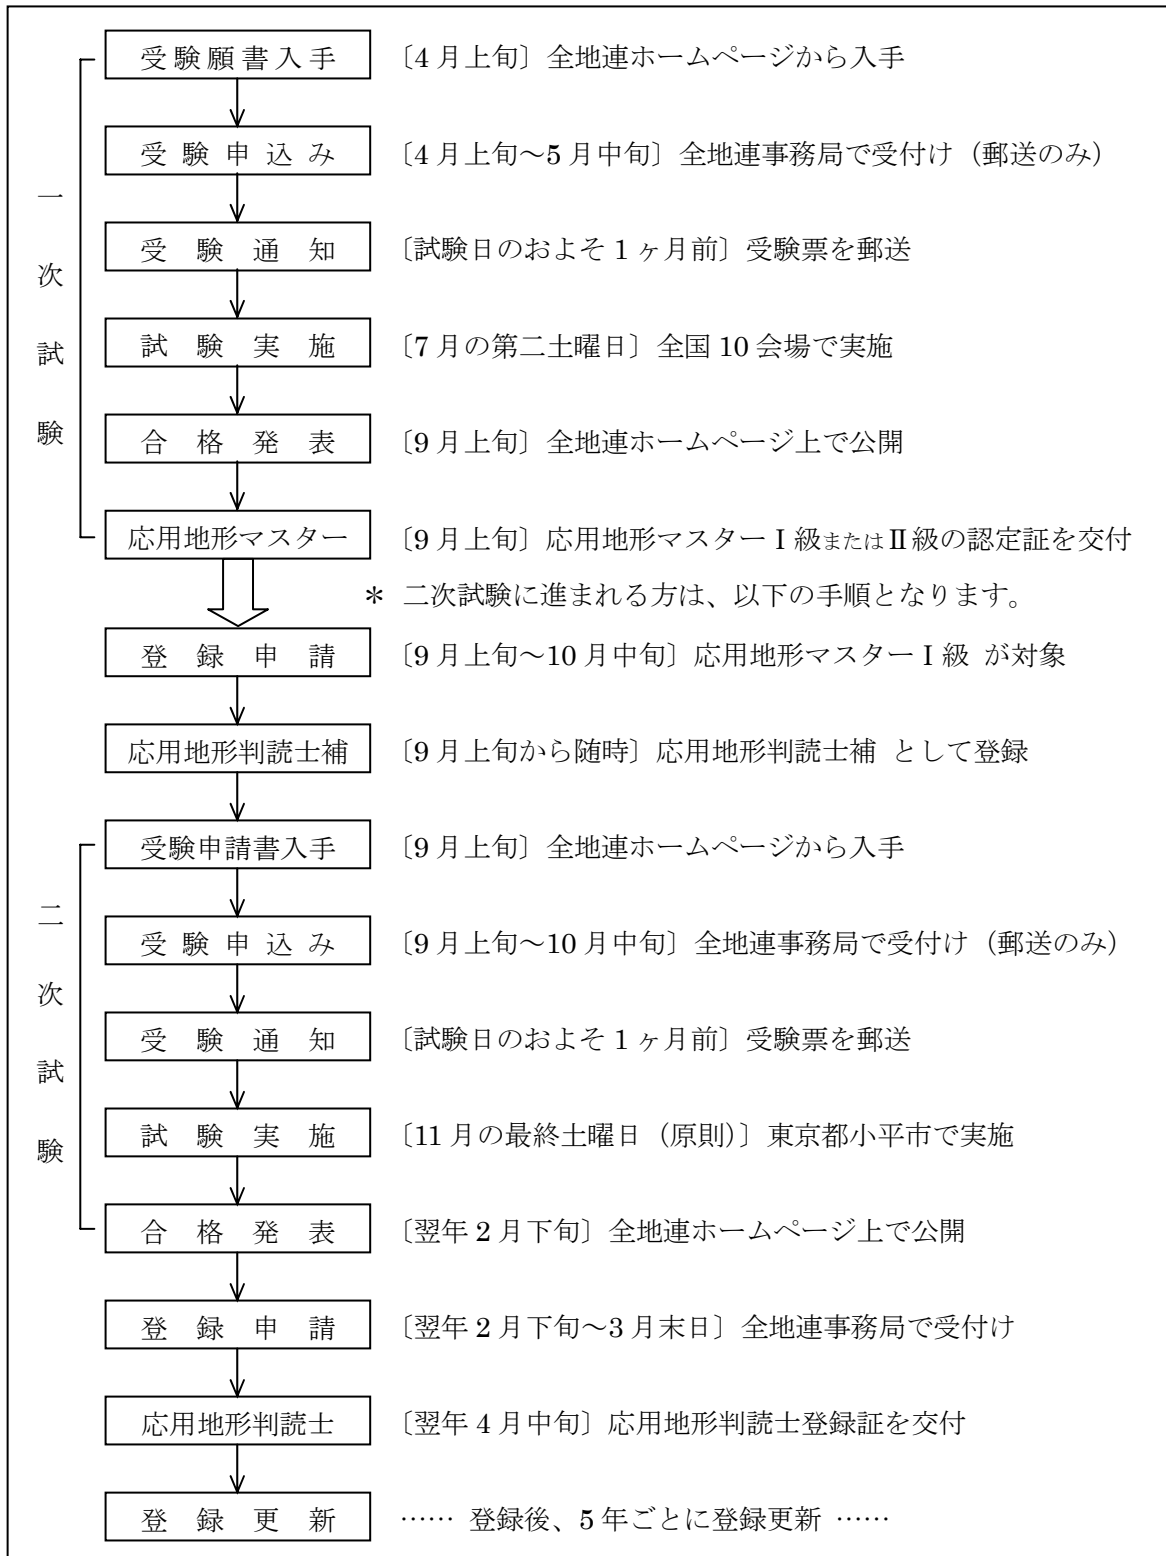 受験願書入手 〔4月上旬〕全地連ホームページから入手
受験申込み 〔4月上旬～5月中旬〕全地連事務局で受付け（郵送のみ）
受験通知 〔試験日のおよそ1ヶ月前〕受験票を郵送
試験実施 〔7月の第二土曜日〕全国10会場で実施
合格発表 〔9月上旬〕全地連ホームページ上で公開
応用地形マスター 〔9月上旬〕応用地形マスターⅠ級またはⅡ級の認定証を交付
一次試験
＊ 二次試験に進まれる方は、以下の手順となります。
登録申請 〔9月上旬～10月中旬〕応用地形マスターⅠ級 が対象
応用地形判読士補 〔9月上旬から随時〕応用地形判読士補 として登録
受験申請書入手 〔9月上旬〕全地連ホームページから入手
受験申込み 〔9月上旬～10月中旬〕全地連事務局で受付け（郵送のみ）
受験通知 〔試験日のおよそ1ヶ月前〕受験票を郵送
試験実施 〔11月の最終土曜日（原則）〕東京都小平市で実施
合格発表 〔翌年2月下旬〕全地連ホームページ上で公開
二次試験
登録申請 〔翌年2月下旬～3月末日〕全地連事務局で受付け
応用地形判読士 〔翌年4月中旬〕応用地形判読士登録証を交付
登録更新 …… 登録後、5年ごとに登録更新 ……